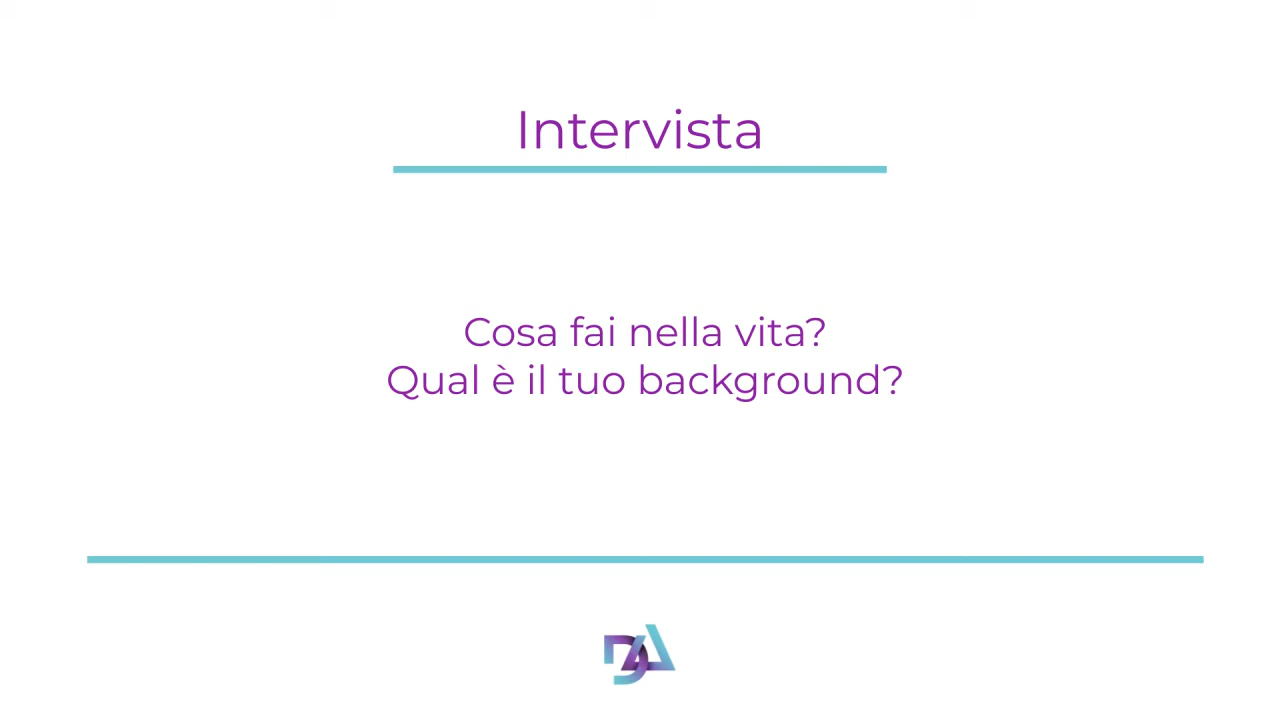 Intervista
Cosa fai nella vita?
Qual è il tuo background?